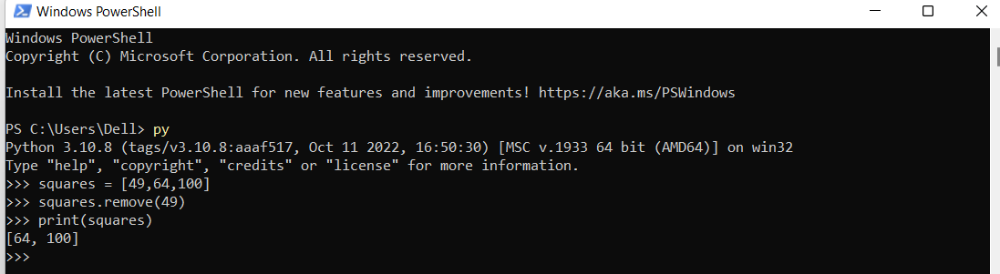 Windows PowerShell
Windows PowerShell
Copyright (C) Microsoft Corporation. All rights reserved.
Install the latest PowerShell for new features and improvements! https://aka.ms/PSWindows
PS C:\Users\Dell> py
Python 3.10.8 (tags/v3.10.8:aaaf517, Oct 11 2022, 16:50:30) [MSC v.1933 64 bit (AMD64)] on win32
Type "help", "copyright", "credits" or "license" for more information.
>>> squares = [49,64,100]
>>> squares.remove(49)
>>> print(squares)
[64, 100]
>>>